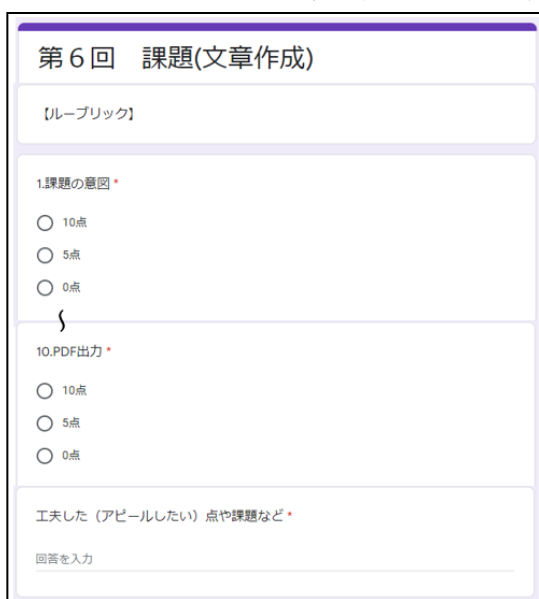 第6回　課題(文章作成)
【ルーブリック】
1.課題の意図 *
10点
5点
0点
10.PDF出力 *
10点
5点
0点
工夫した（アピールしたい）点や課題など *
回答を入力